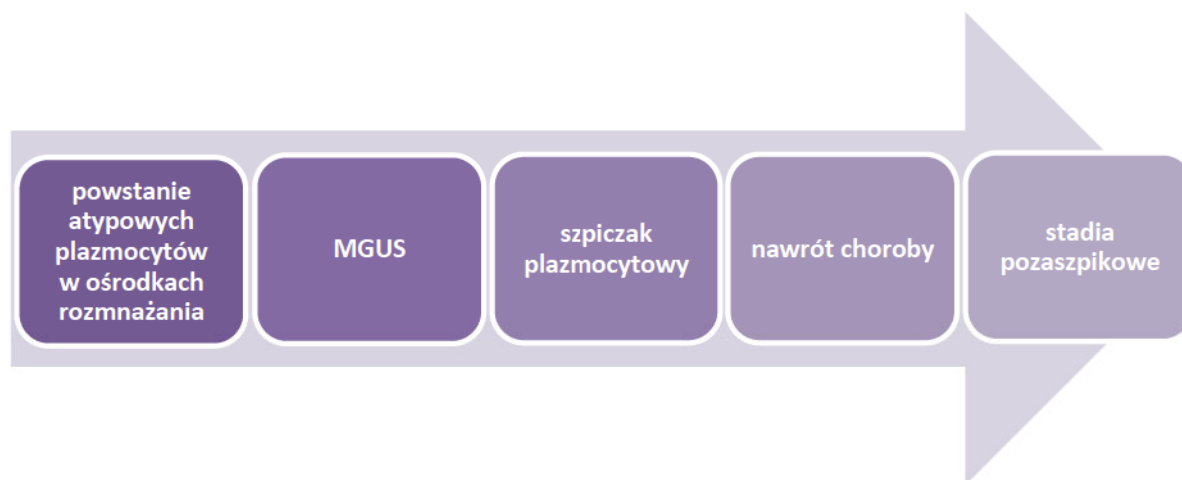 powstanie
atypowych
plazmocytów
w ośrodkach
rozmnażania
MGUS
szpiczak
plazmocytowy
nawrót choroby
stadia
pozaszpikowe